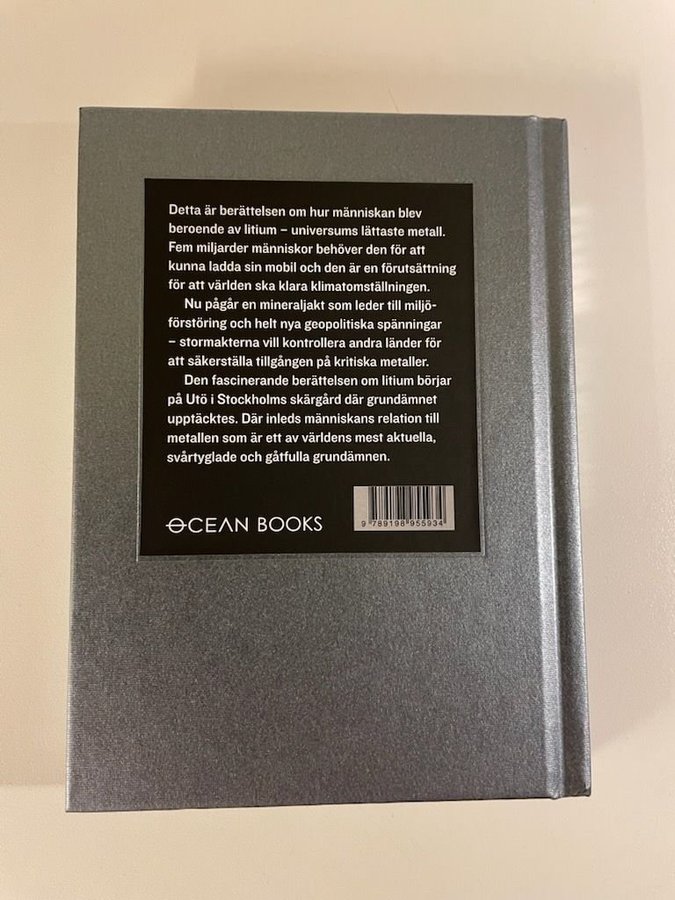 Detta är berättelsen om hur människan blev
beroende av litium – universums lättaste metall.
Fem miljarder människor behöver den för att
kunna ladda sin mobil och den är en förutsättning
för att världen ska klara klimatomställningen.
Nu pågår en mineraljakt som leder till miljö-
förstöring och helt nya geopolitiska spänningar
– stormakterna vill kontrollera andra länder för
att säkerställa tillgången på kritiska metaller.
Den fascinerande berättelsen om litium börjar
på Utö i Stockholms skärgård där grundämnet
upptäcktes. Där inleds människans relation till
metallen som är ett av världens mest aktuella,
svårtyglade och gåtfulla grundämnen.
OCEAN BOOKS
9 789198 955934